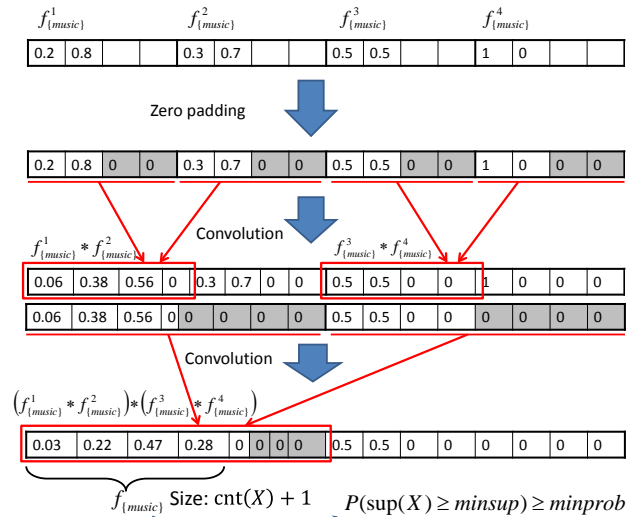 f^1_{music} f^2_{music} f^3_{music} f^4_{music}
0.2 0.8 0.3 0.7 0.5 0.5 1 0
Zero padding
0.2 0.8 0 0 0.3 0.7 0 0 0.5 0.5 0 0 1 0 0 0
Convolution
f^1_{music} * f^2_{music} f^3_{music} * f^4_{music}
0.06 0.38 0.56 0 0.3 0.7 0 0 0.5 0.5 0 0 1 0 0 0
0.06 0.38 0.56 0 0 0 0 0 0.5 0.5 0 0 0 0 0 0
Convolution
(f^1_{music} * f^2_{music}) * (f^3_{music} * f^4_{music})
0.03 0.22 0.47 0.28 0 0 0 0 0.5 0.5 0 0 0 0 0 0
f_{music} Size: cnt(X) + 1 P(sup(X) ≥ minsup) ≥ minprob